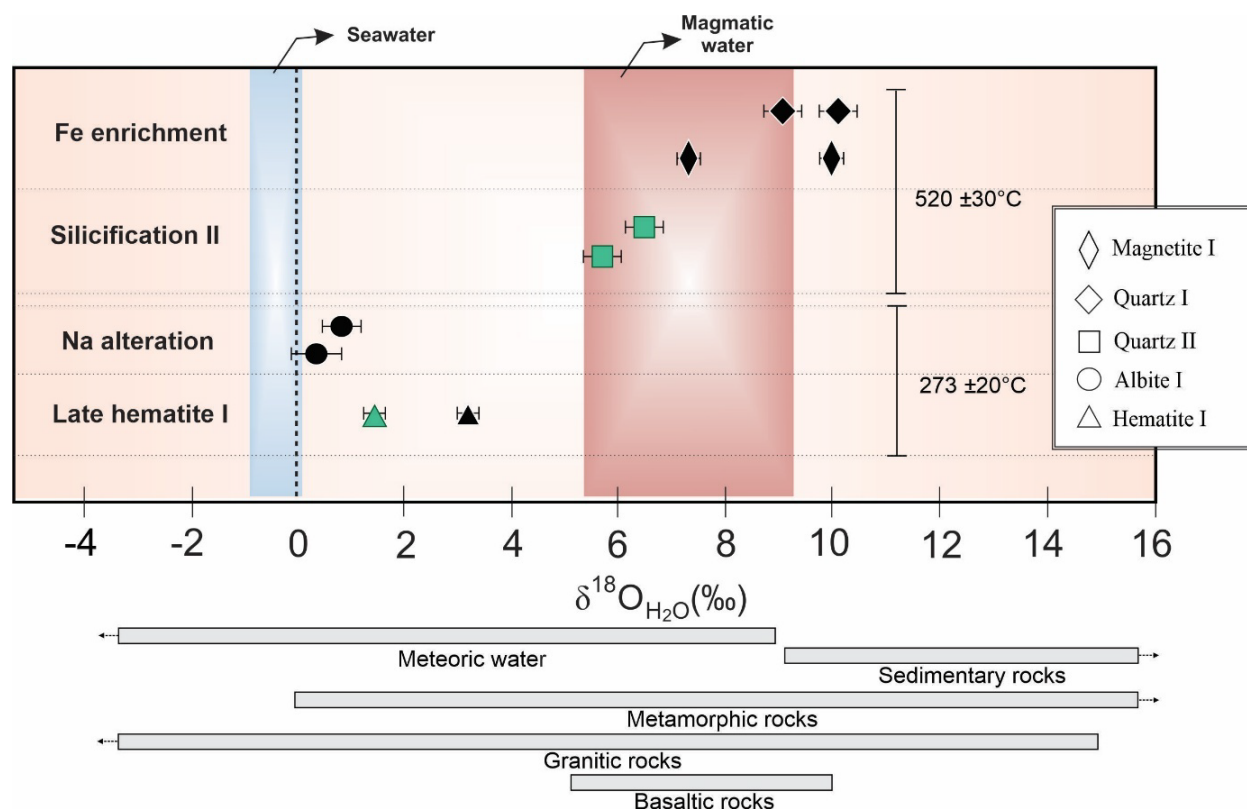 Seawater
Magmatic
water
Fe enrichment
Silicification II
Na alteration
Late hematite I
520 ±30°C
273 ±20°C
Magnetite I
Quartz I
Quartz II
Albite I
Hematite I
-4 -2 0 2 4 6 8 10 12 14 16
δ¹⁸O H₂O(‰)
Meteoric water
Sedimentary rocks
Metamorphic rocks
Granitic rocks
Basaltic rocks